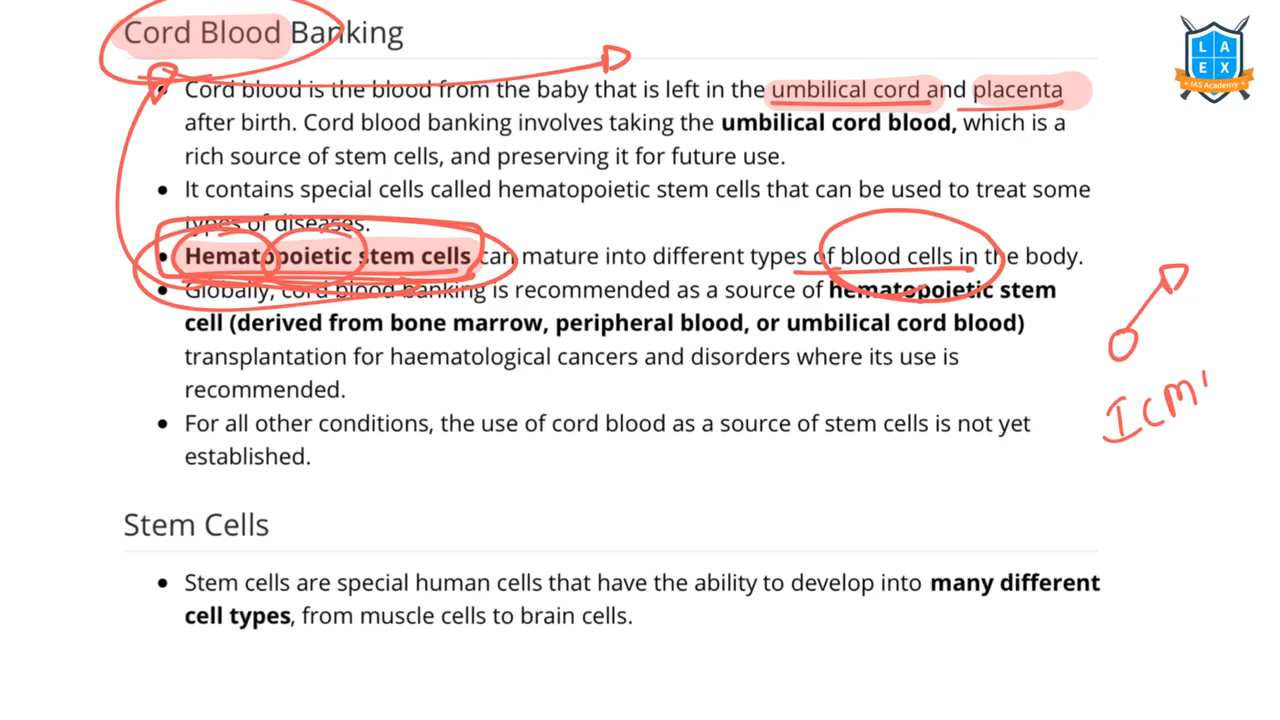 Cord Blood Banking
L A
E X
IAS Academy
• Cord blood is the blood from the baby that is left in the umbilical cord and placenta
after birth. Cord blood banking involves taking the umbilical cord blood, which is a
rich source of stem cells, and preserving it for future use.
• It contains special cells called hematopoietic stem cells that can be used to treat some
types of diseases.
• Hematopoietic stem cells can mature into different types of blood cells in the body.
• Globally, cord blood banking is recommended as a source of hematopoietic stem
cell (derived from bone marrow, peripheral blood, or umbilical cord blood)
transplantation for haematological cancers and disorders where its use is
recommended.
ICM
• For all other conditions, the use of cord blood as a source of stem cells is not yet
established.
Stem Cells
• Stem cells are special human cells that have the ability to develop into many different
cell types, from muscle cells to brain cells.